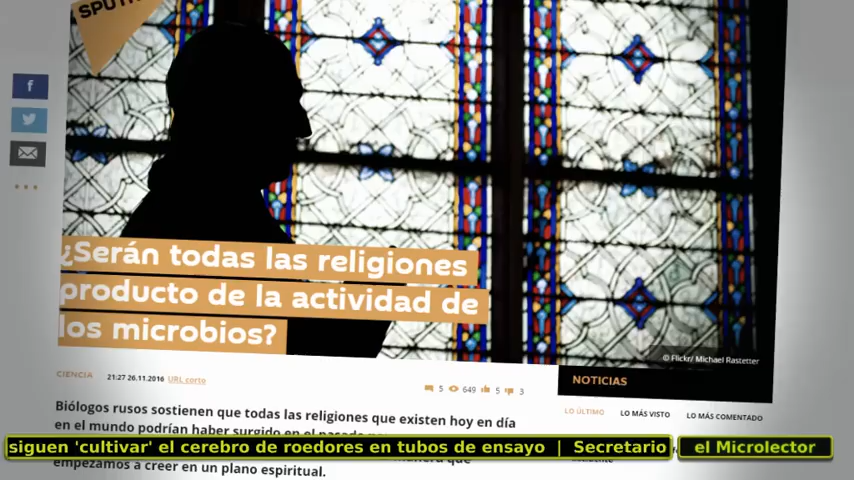 SPUTN
f
¿Serán todas las religiones
producto de la actividad de
los microbios?
© Flickr/ Michael Rastetter
CIENCIA 21:27 26.11.2016 URL corto 5 649 5 3
NOTICIAS
LO ÚLTIMO LO MÁS VISTO LO MÁS COMENTADO
Biólogos rusos sostienen que todas las religiones que existen hoy en día
en el mundo podrían haber surgido en el pasado
siguen 'cultivar' el cerebro de roedores en tubos de ensayo | Secretario el Microlector
empezamos a creer en un plano espiritual.